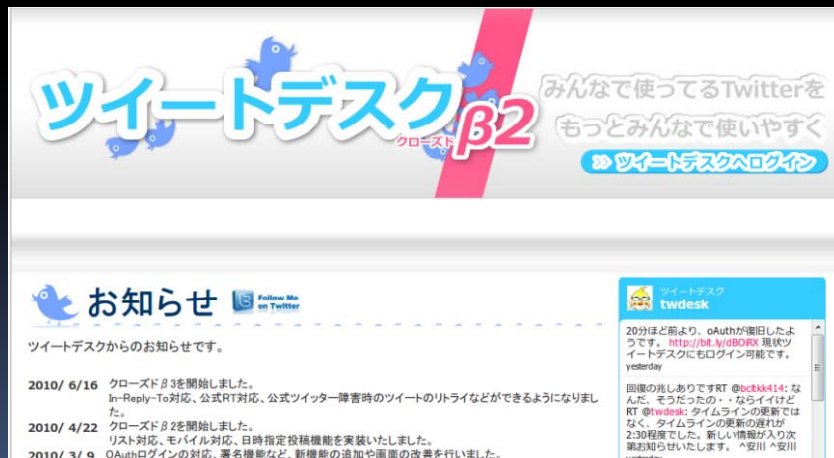 ツイートデスク
クローズド β2
みんなで使ってるTwitterを
もっとみんなで使いやすく
ツイートデスクへログイン
お知らせ
Follow Me
on Twitter
ツイートデスクからのお知らせです。
2010/ 6/16 クローズドβ3を開始しました。
In-Reply-To対応、公式RT対応、公式ツイッター障害時のツイートのリトライなどができるようになりまし
た。
2010/ 4/22 クローズドβ2を開始しました。
リスト対応、モバイル対応、日時指定投稿機能を実装いたしました。
2010/ 3/ 9 OAuthログインの対応、署名機能など、新機能の追加や画面の改善を行いました。
ツイートデスク
twdesk
20分ほど前より、oAuthが復旧したよ
うです。 http://bit.ly/dBORX 現状ツ
イートデスクにもログイン可能です。
yesterday
回復の兆しありですRT @bcltkk414: な
んだ、そうだったの・・ならイイけど
RT @twdesk: タイムラインの更新では
なく、タイムラインの更新の遅れが
2:30程度でした。新しい情報が入り次
第お知らせいたします。 ^安川 ^安川
yesterday